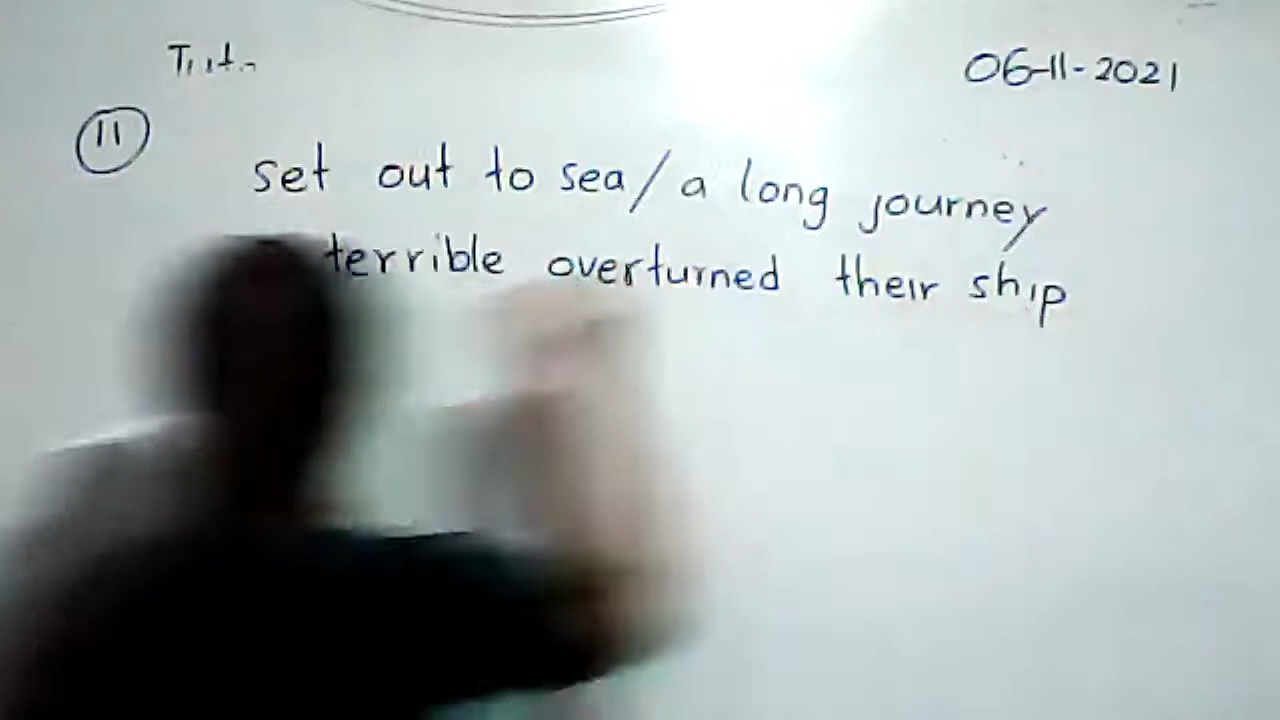 06-11-2021
11
set out to sea / a long journey
terrible overturned their ship